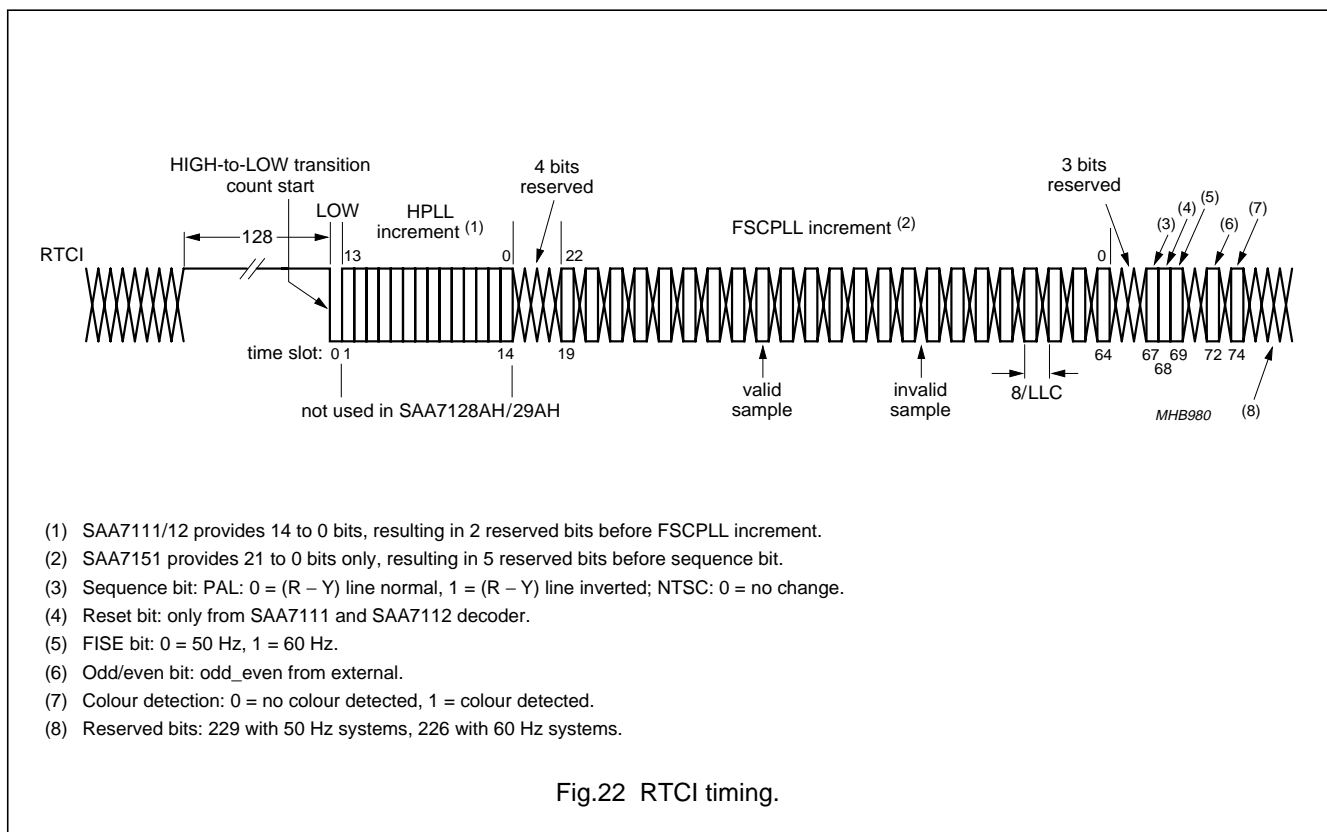 HIGH-to-LOW transition
count start
4 bits
reserved
3 bits
reserved
(3)
(4)
(5)
(6)
(7)
LOW
HPLL
increment (1)
FSCPLL increment (2)
128
RTCI
13
0
22
0
time slot:
0 1
14
19
64
67
68
69
72
74
not used in SAA7128AH/29AH
valid
sample
invalid
sample
8/LLC
MHB980
(8)
(1) SAA7111/12 provides 14 to 0 bits, resulting in 2 reserved bits before FSCPLL increment.
(2) SAA7151 provides 21 to 0 bits only, resulting in 5 reserved bits before sequence bit.
(3) Sequence bit: PAL: 0 = (R − Y) line normal, 1 = (R − Y) line inverted; NTSC: 0 = no change.
(4) Reset bit: only from SAA7111 and SAA7112 decoder.
(5) FISE bit: 0 = 50 Hz, 1 = 60 Hz.
(6) Odd/even bit: odd_even from external.
(7) Colour detection: 0 = no colour detected, 1 = colour detected.
(8) Reserved bits: 229 with 50 Hz systems, 226 with 60 Hz systems.
Fig.22 RTCI timing.